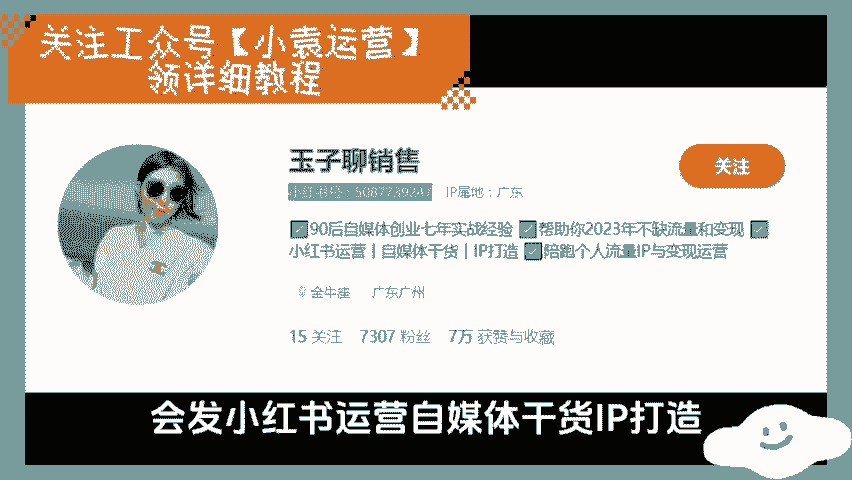 关注工众号【小袁运营】
领详细教程
玉子聊销售
关注
小红书号：50877392A7 IP属地：广东
90后自媒体创业七年实战经验 帮助你2023年不缺流量和变现
小红书运营丨自媒体干货丨IP打造 陪跑个人流量IP与变现运营
金牛座 广东广州
15 关注 7307 粉丝 7万 获赞与收藏
会发小红书运营自媒体干货IP打造